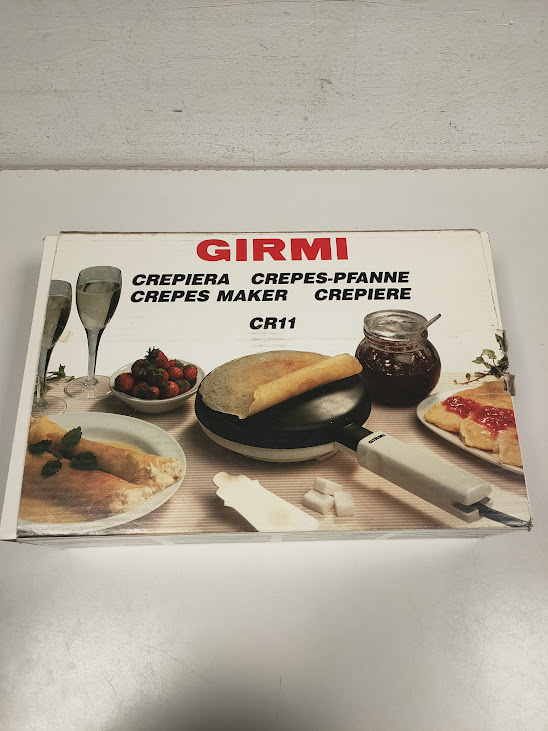 GIRMI
CREPIERA CREPES-PFANNE
CREPES MAKER CREPIERE
CR11
GIRMI